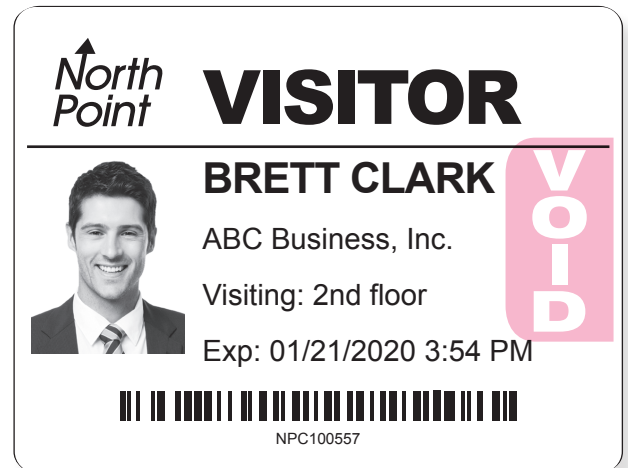 North
Point
VISITOR
BRETT CLARK
ABC Business, Inc.
Visiting: 2nd floor
Exp: 01/21/2020 3:54 PM
VOID
NPC100557